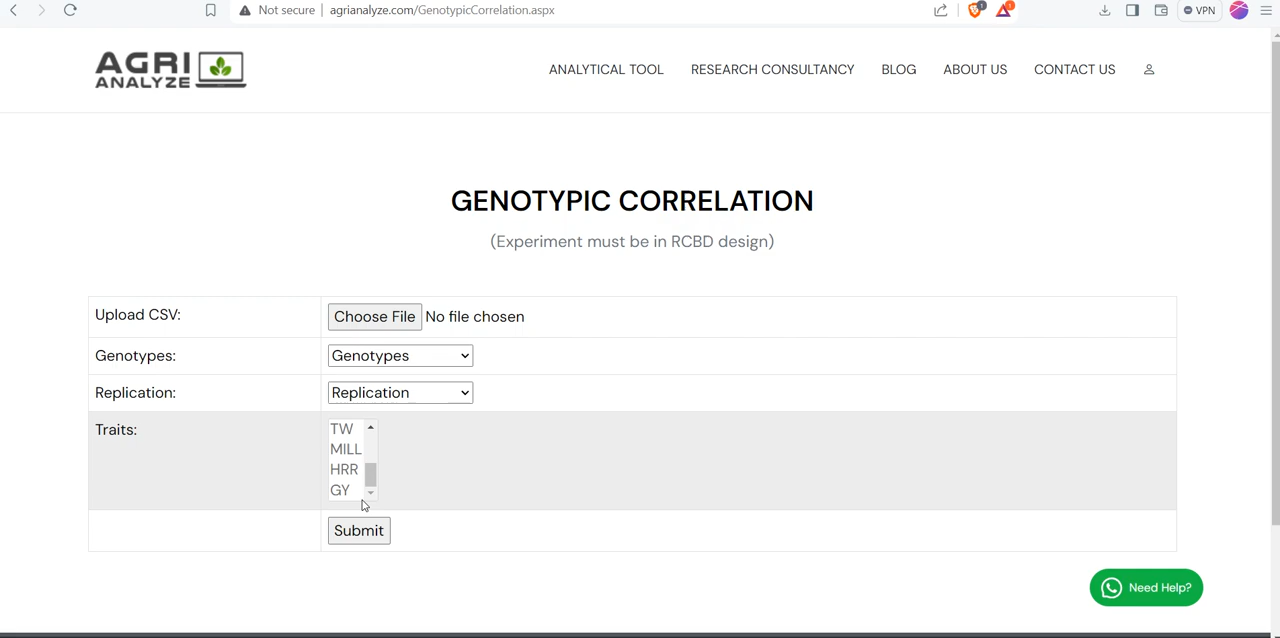 Not secure | agrianalyze.com/GenotypicCorrelation.aspx
1
1
VPN
AGRI
ANALYZE
ANALYTICAL TOOL
RESEARCH CONSULTANCY
BLOG
ABOUT US
CONTACT US
GENOTYPIC CORRELATION
(Experiment must be in RCBD design)
Upload CSV:
Choose File No file chosen
Genotypes:
Genotypes
Replication:
Replication
Traits:
TW
MILL
HRR
GY
Submit
Need Help?